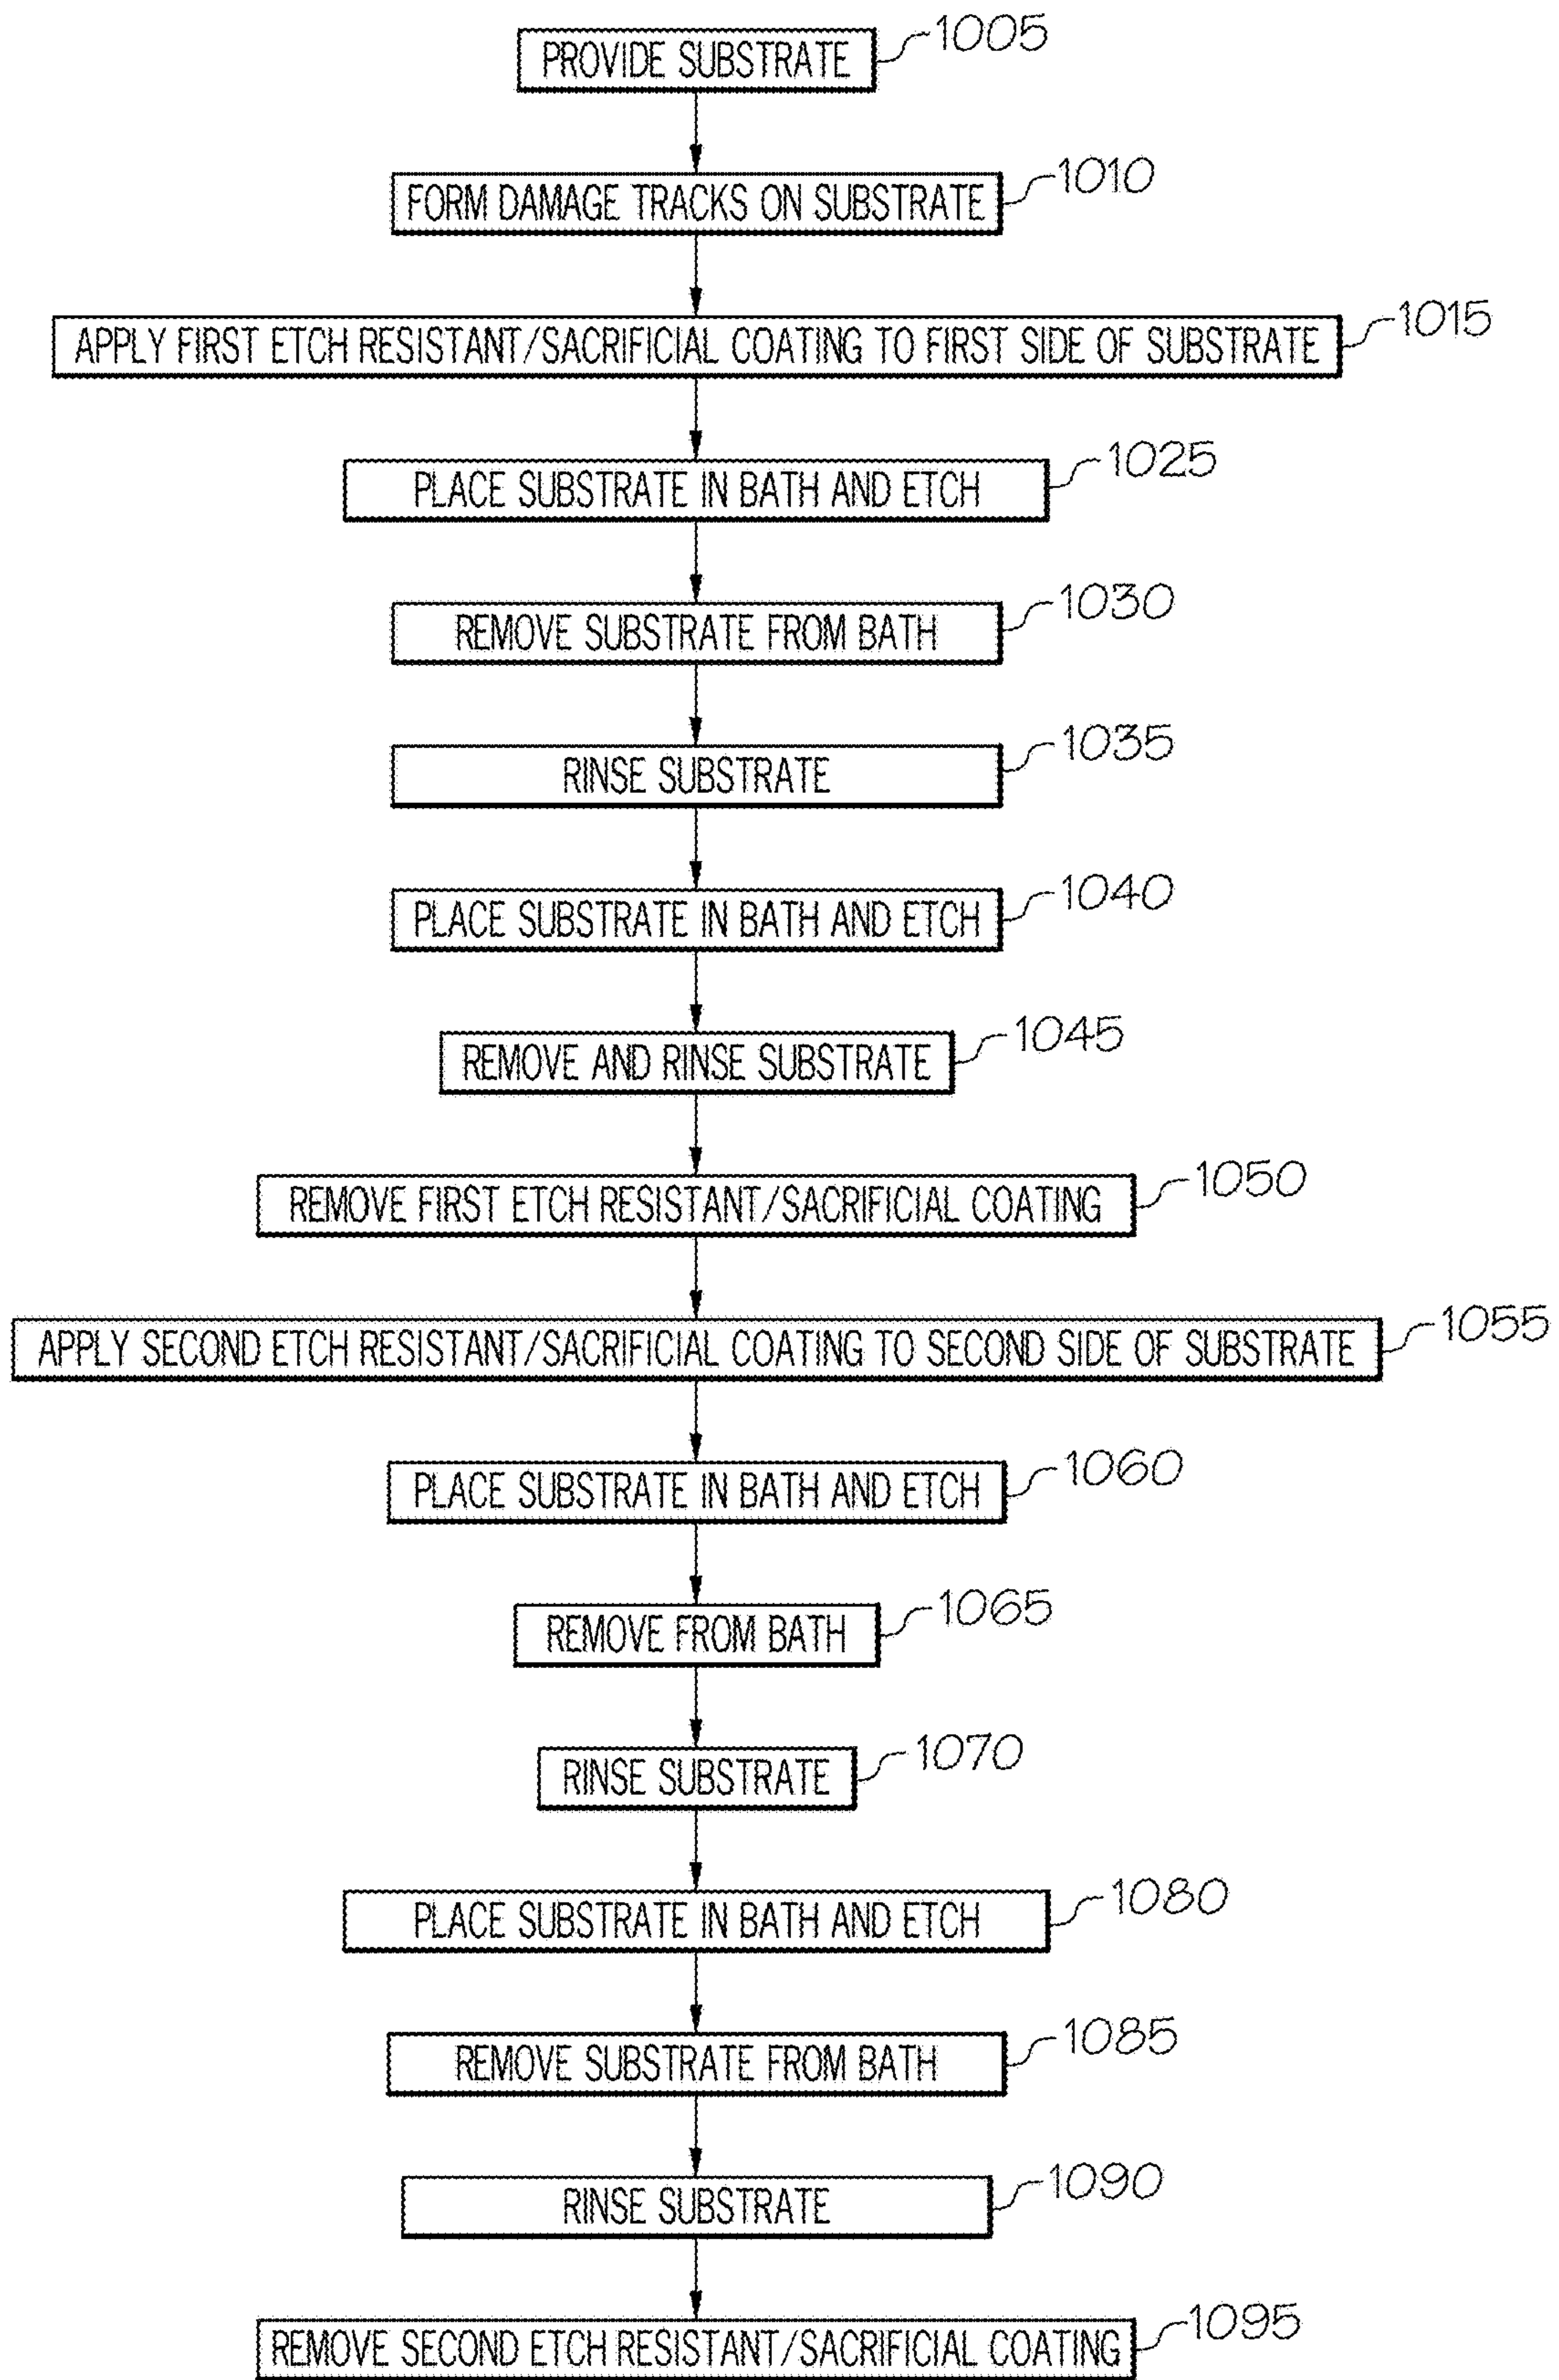 PROVIDE SUBSTRATE 1005
FORM DAMAGE TRACKS ON SUBSTRATE 1010
APPLY FIRST ETCH RESISTANT/SACRIFICIAL COATING TO FIRST SIDE OF SUBSTRATE 1015
PLACE SUBSTRATE IN BATH AND ETCH 1025
REMOVE SUBSTRATE FROM BATH 1030
RINSE SUBSTRATE 1035
PLACE SUBSTRATE IN BATH AND ETCH 1040
REMOVE AND RINSE SUBSTRATE 1045
REMOVE FIRST ETCH RESISTANT/SACRIFICIAL COATING 1050
APPLY SECOND ETCH RESISTANT/SACRIFICIAL COATING TO SECOND SIDE OF SUBSTRATE 1055
PLACE SUBSTRATE IN BATH AND ETCH 1060
REMOVE FROM BATH 1065
RINSE SUBSTRATE 1070
PLACE SUBSTRATE IN BATH AND ETCH 1080
REMOVE SUBSTRATE FROM BATH 1085
RINSE SUBSTRATE 1090
REMOVE SECOND ETCH RESISTANT/SACRIFICIAL COATING 1095